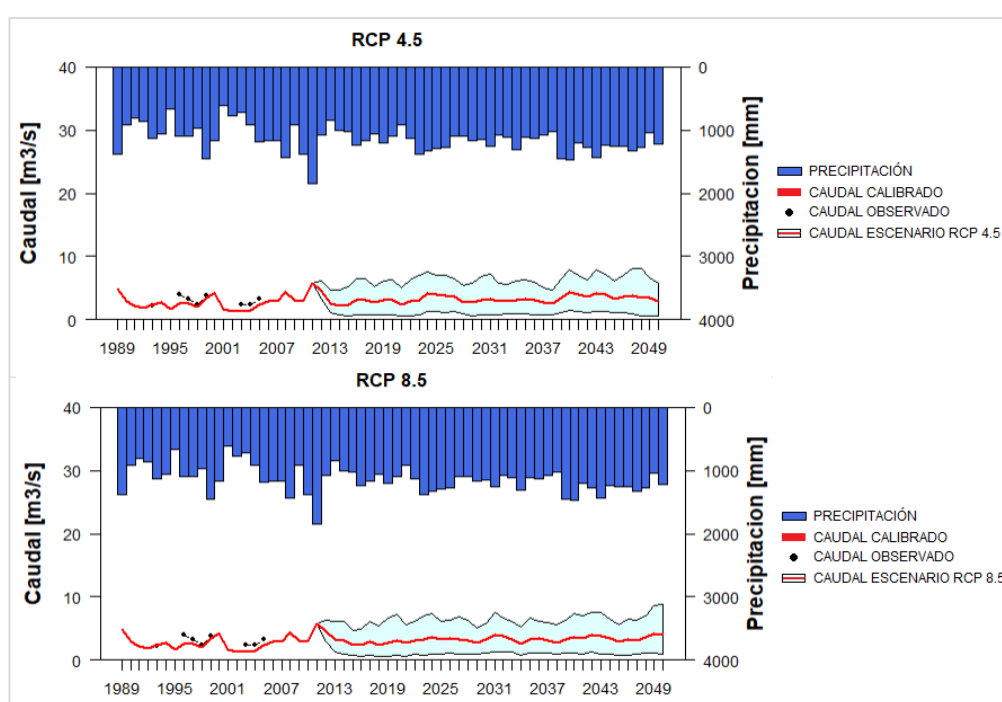 RCP 4.5
Caudal [m3/s]
40
30
20
10
0
0
1000
2000
3000
4000
Precipitacion [mm]
1989 1995 2001 2007 2013 2019 2025 2031 2037 2043 2049
PRECIPITACIÓN
CAUDAL CALIBRADO
CAUDAL OBSERVADO
CAUDAL ESCENARIO RCP 4.5
RCP 8.5
Caudal [m3/s]
40
30
20
10
0
0
1000
2000
3000
4000
Precipitacion [mm]
1989 1995 2001 2007 2013 2019 2025 2031 2037 2043 2049
PRECIPITACIÓN
CAUDAL CALIBRADO
CAUDAL OBSERVADO
CAUDAL ESCENARIO RCP 8.5